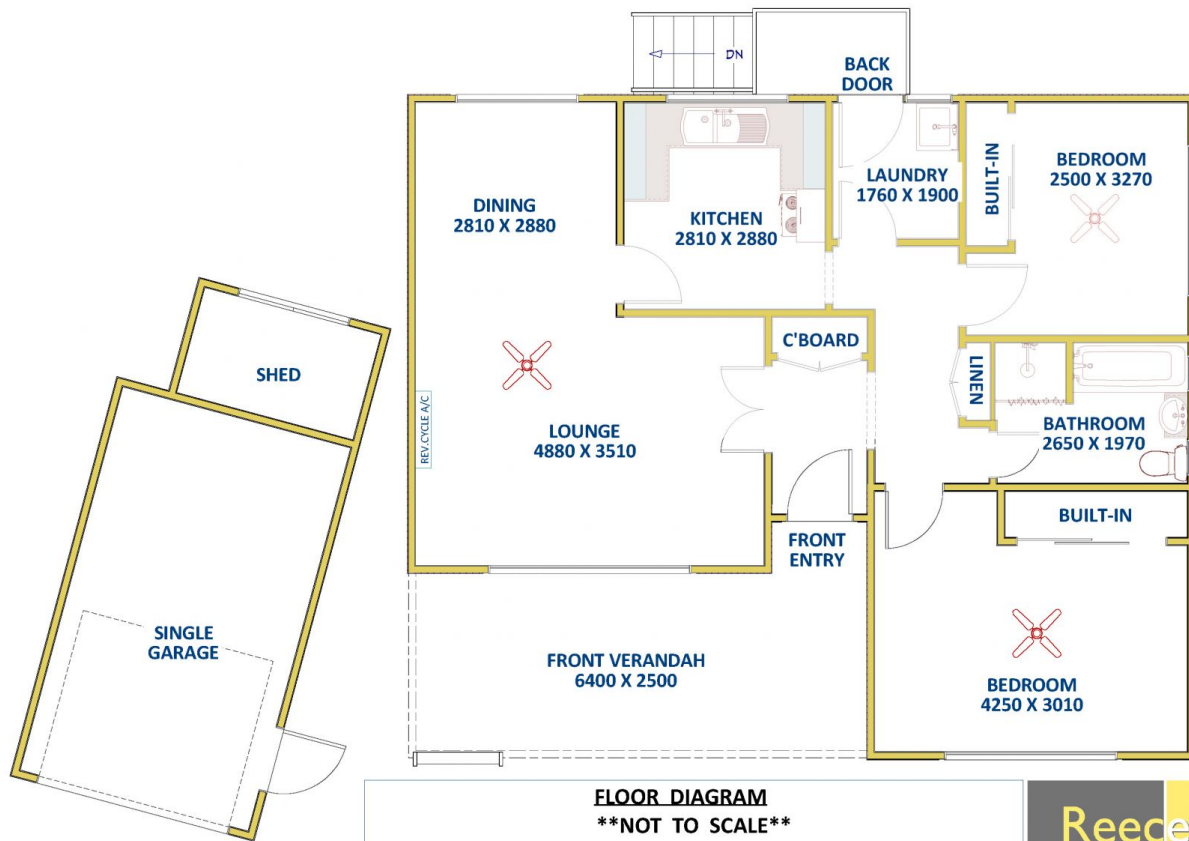 DN
BACK
DOOR
DINING
2810 X 2880
KITCHEN
2810 X 2880
LAUNDRY
1760 X 1900
BUILT-IN
BEDROOM
2500 X 3270
SHED
C'BOARD
LINEN
REV.CYCLE A/C
LOUNGE
4880 X 3510
BATHROOM
2650 X 1970
BUILT-IN
FRONT
ENTRY
SINGLE
GARAGE
FRONT VERANDAH
6400 X 2500
BEDROOM
4250 X 3010
FLOOR DIAGRAM
**NOT TO SCALE**
Reece